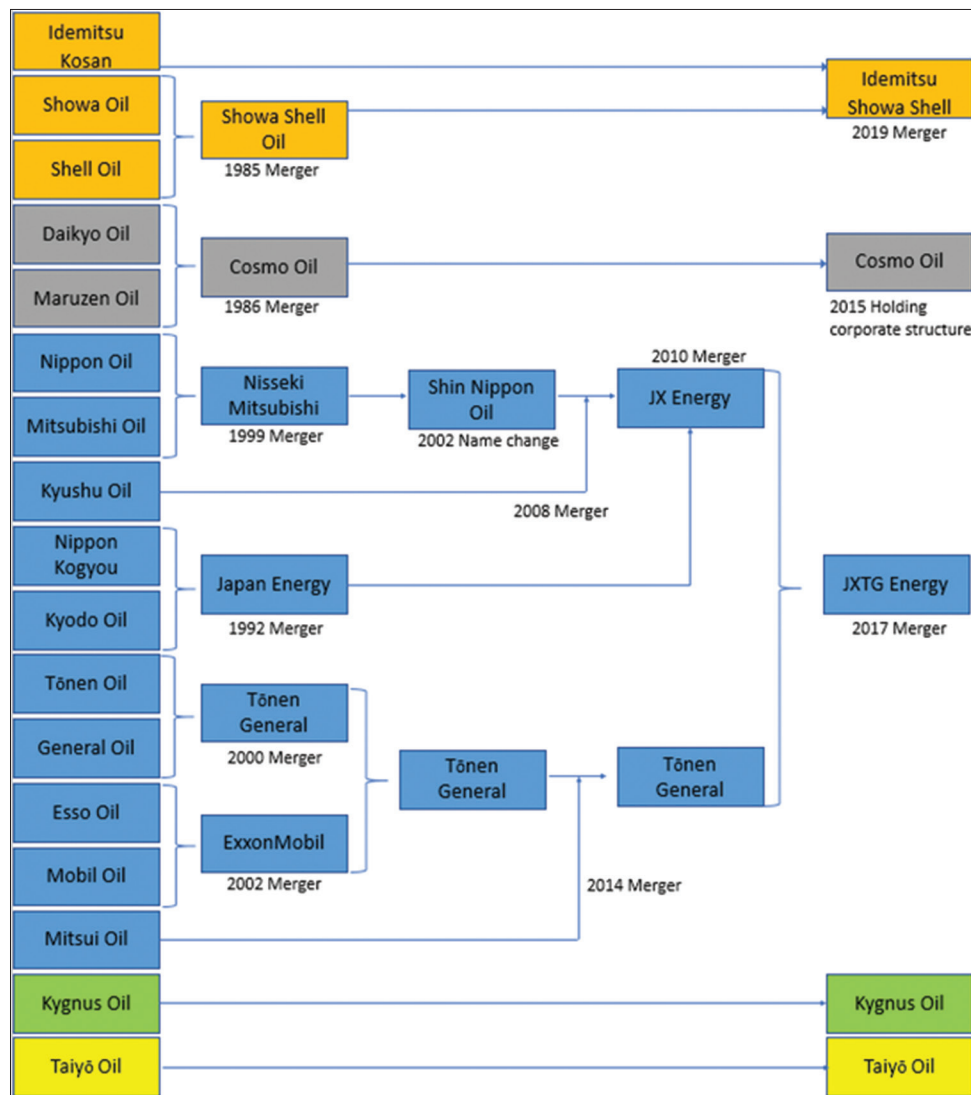 Idemitsu
Kosan
Showa Oil
Shell Oil
Showa Shell
Oil
1985 Merger
Idemitsu
Showa Shell
2019 Merger
Daikyo Oil
Maruzen Oil
Cosmo Oil
1986 Merger
Cosmo Oil
2015 Holding
corporate structure
Nippon Oil
Mitsubishi Oil
Nisseki
Mitsubishi
1999 Merger
Shin Nippon
Oil
2002 Name change
2010 Merger
JX Energy
Kyushu Oil
2008 Merger
Nippon
Kogyou
Kyodo Oil
Japan Energy
1992 Merger
JXTG Energy
2017 Merger
Tōnen Oil
General Oil
Tōnen
General
2000 Merger
Esso Oil
Mobil Oil
ExxonMobil
2002 Merger
Tōnen
General
Tōnen
General
2014 Merger
Mitsui Oil
Kygnus Oil
Kygnus Oil
Taiyō Oil
Taiyō Oil